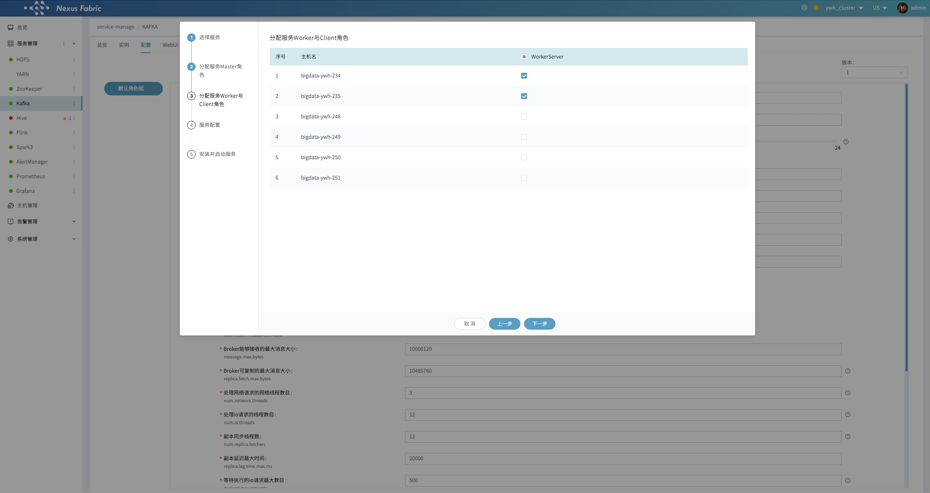 Nexus Fabric
ywh_cluster
US
admin
总览
服务管理
HDFS
YARN
ZooKeeper
Kafka
Hive
1
Flink
Spark3
AlertManager
Prometheus
Grafana
主机管理
告警管理
系统管理
service-manage / KAFKA
总览 实例 配置 WebUI
默认角色组
版本:
1
24
1 选择服务
2 分配服务Master角
色
3 分配服务Worker与
Client角色
4 服务配置
5 安装并启动服务
分配服务Worker与Client角色
序号 主机名 WorkerServer
1 bigdata-ywh-234
2 bigdata-ywh-235
3 bigdata-ywh-248
4 bigdata-ywh-249
5 bigdata-ywh-250
6 bigdata-ywh-251
取 消 上一步 下一步
* Broker能够接收的最大消息大小: 10000120
message.max.bytes
* Broker可复制的最大消息大小: 10485760
replica.fetch.max.bytes
* 处理网络请求的网络线程数目: 3
num.network.threads
* 处理io请求的线程数目: 12
num.io.threads
* 副本同步线程数: 12
num.replica.fetchers
* 副本延迟最大时间: 20000
replica.lag.time.max.ms
* 等待执行的io请求最大数目: 500